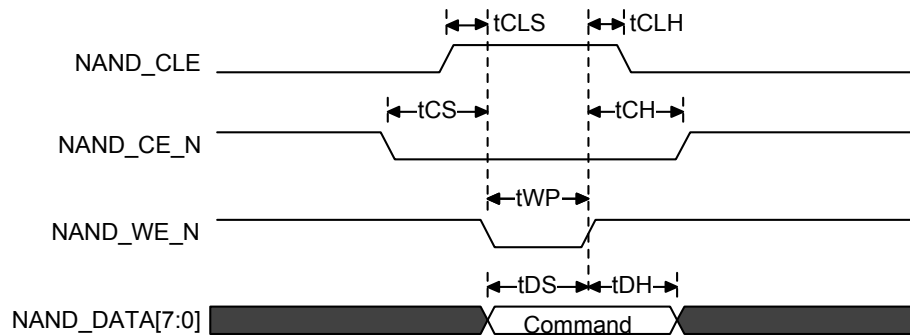 tCLS tCLH
NAND_CLE
tCS tCH
NAND_CE_N
tWP
NAND_WE_N
tDS tDH
NAND_DATA[7:0] Command